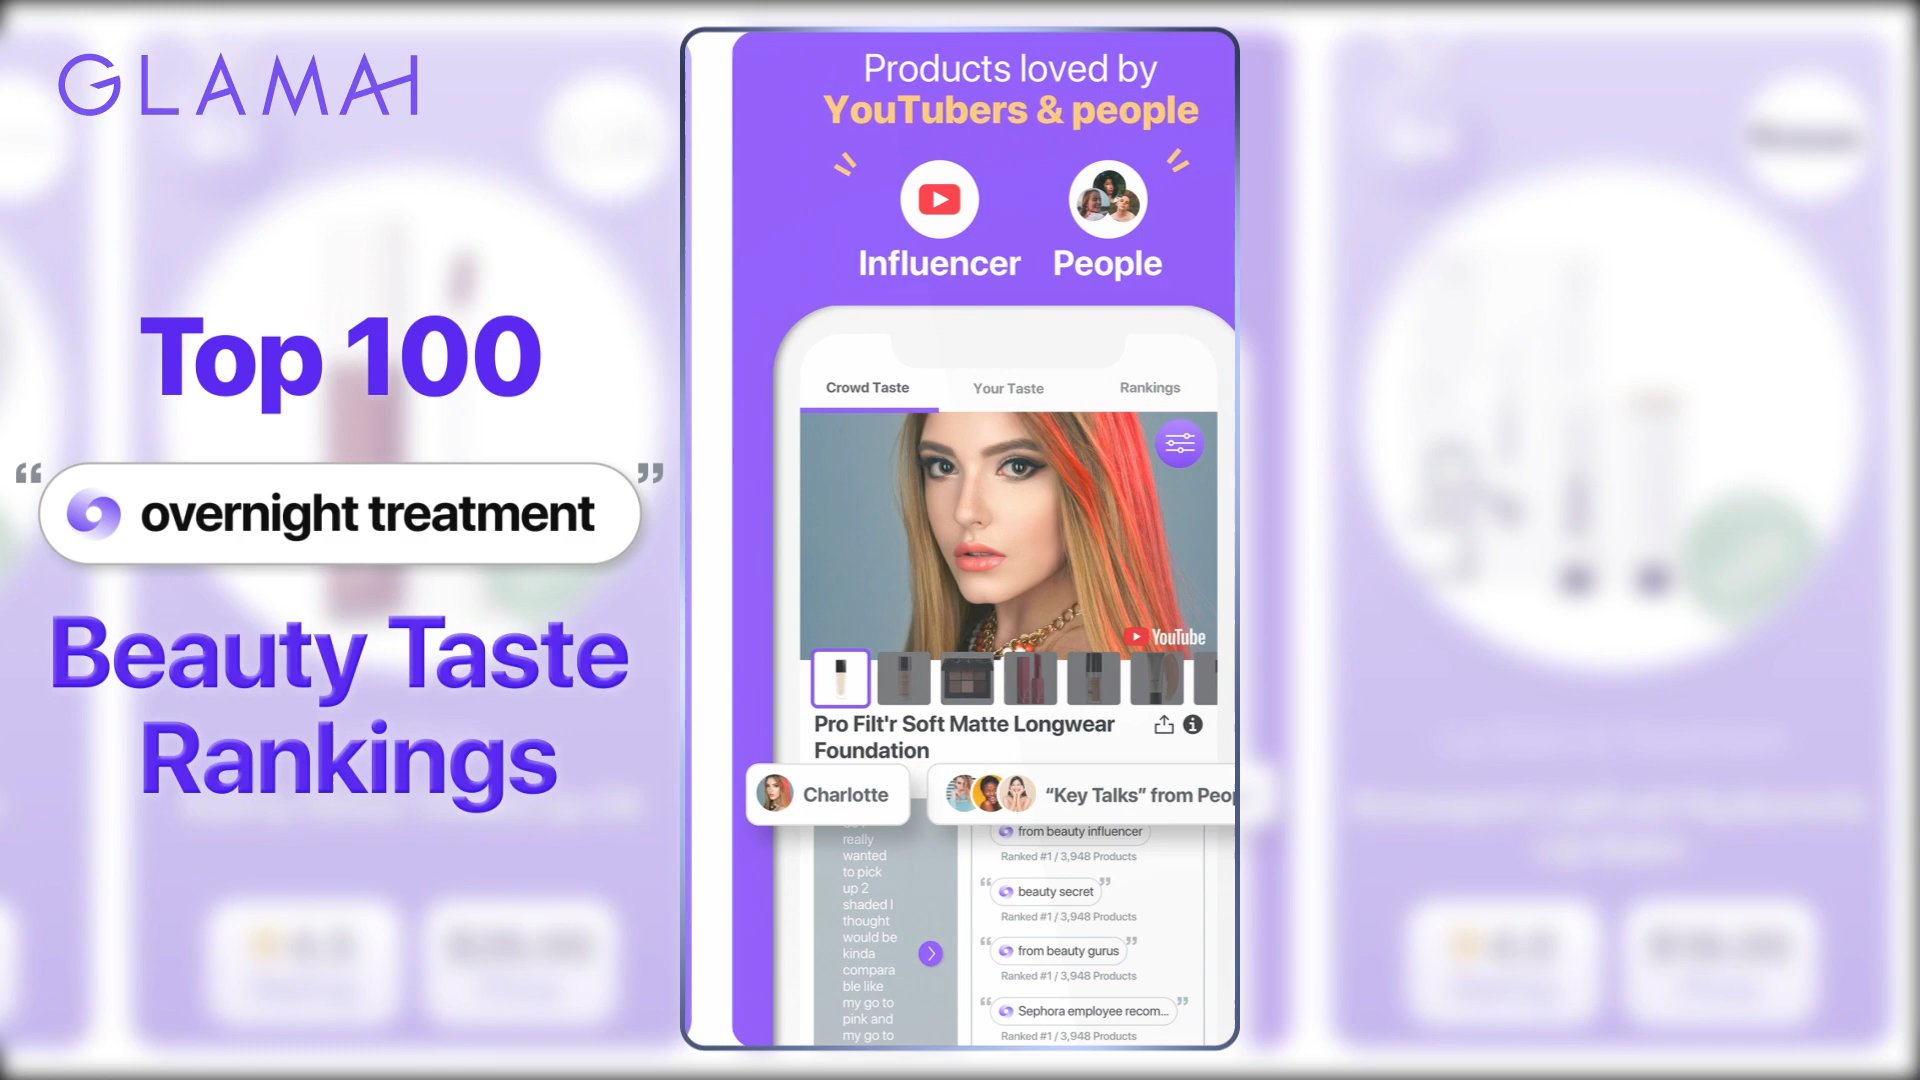 GLAMAI
Top 100
“ overnight treatment ”
Beauty Taste
Rankings
Products loved by
YouTubers & people
Influencer People
Crowd Taste Your Taste Rankings
YouTube
Pro Filt'r Soft Matte Longwear
Foundation
Charlotte
“Key Talks” from Peo
really
wanted
to pick
up 2
shaded I
thought
would be
kinda
compara
ble like
my go to
pink and
my go to
from beauty influencer
Ranked #1 / 3,948 Products
“ beauty secret ”
Ranked #1 / 3,948 Products
“ from beauty gurus ”
Ranked #1 / 3,948 Products
“ Sephora employee recom... ”
Ranked #1 / 3,948 Products